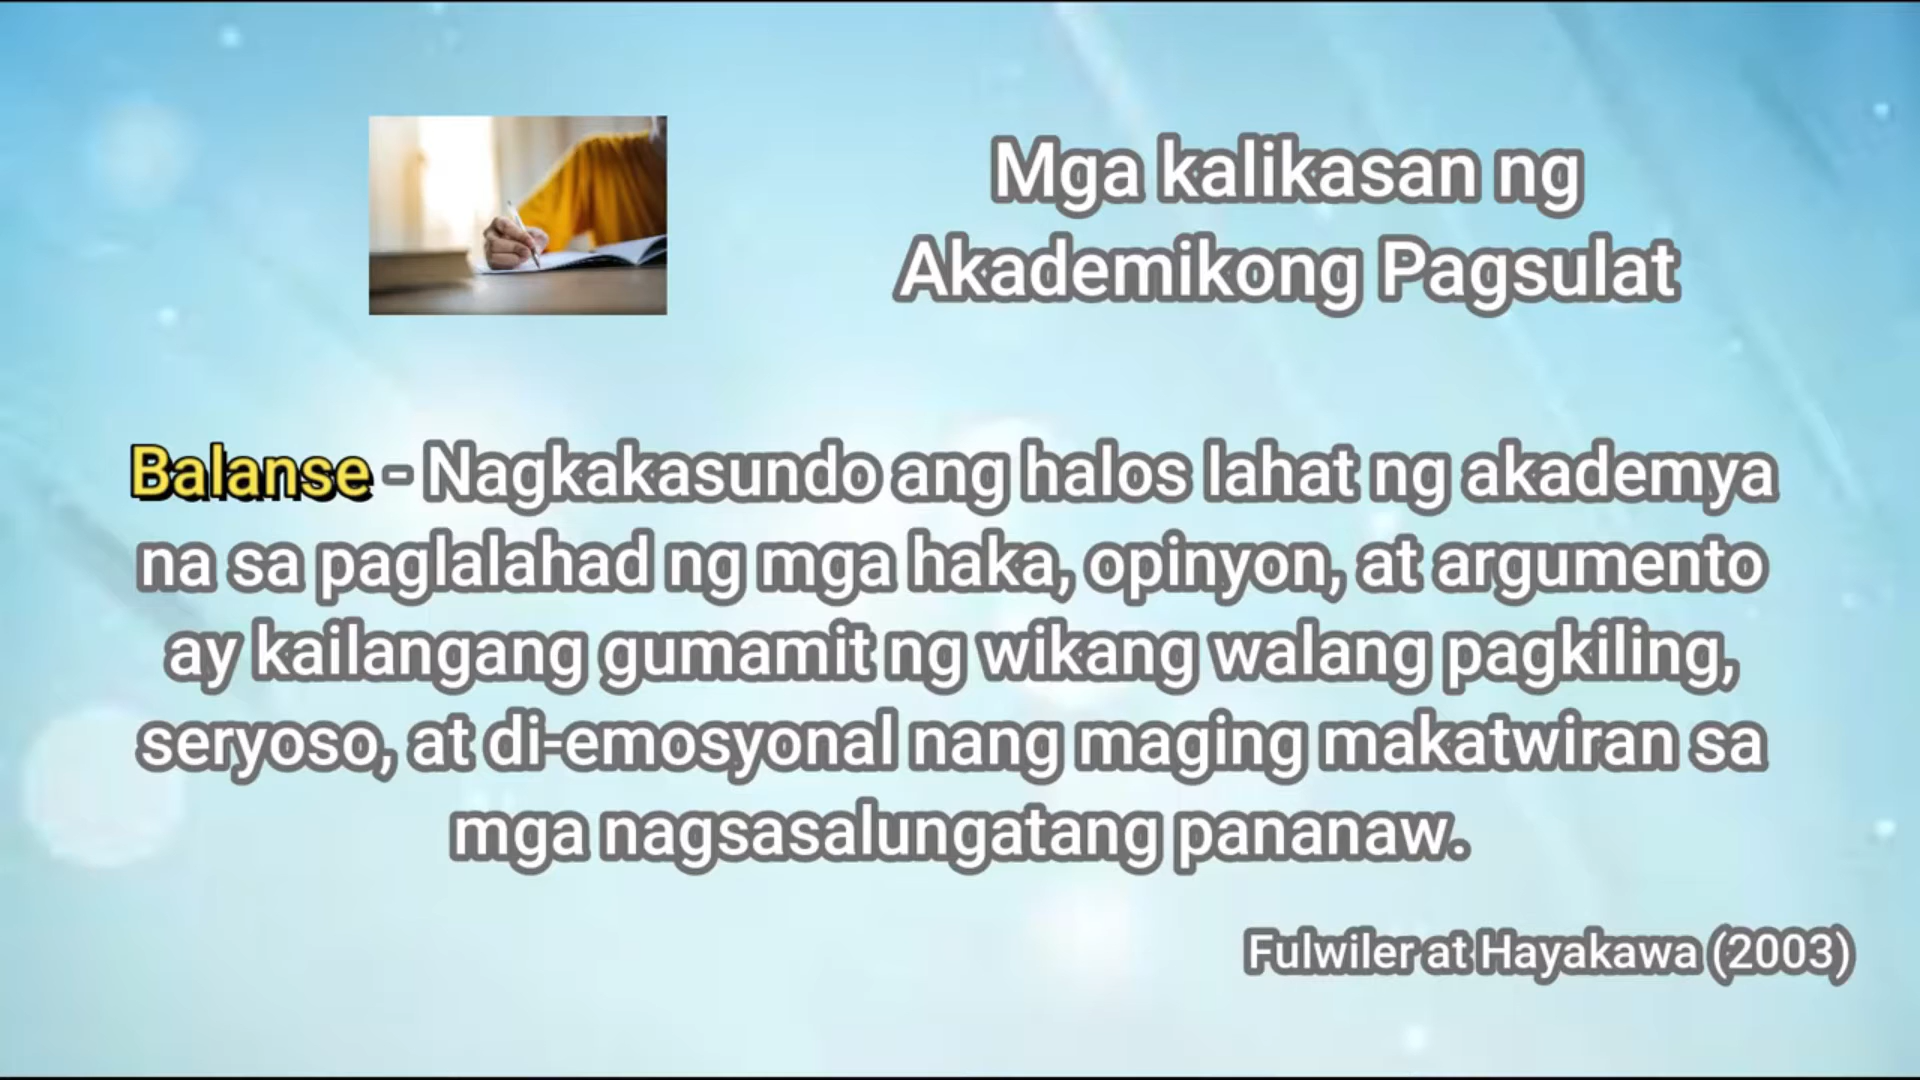 Mga kalikasan ng
Akademikong Pagsulat
Balanse - Nagkakasundo ang halos lahat ng akademya
na sa paglalahad ng mga haka, opinyon, at argumento
ay kailangang gumamit ng wikang walang pagkiling,
seryoso, at di-emosyonal nang maging makatwiran sa
mga nagsasalungatang pananaw.
Fulwiler at Hayakawa (2003)